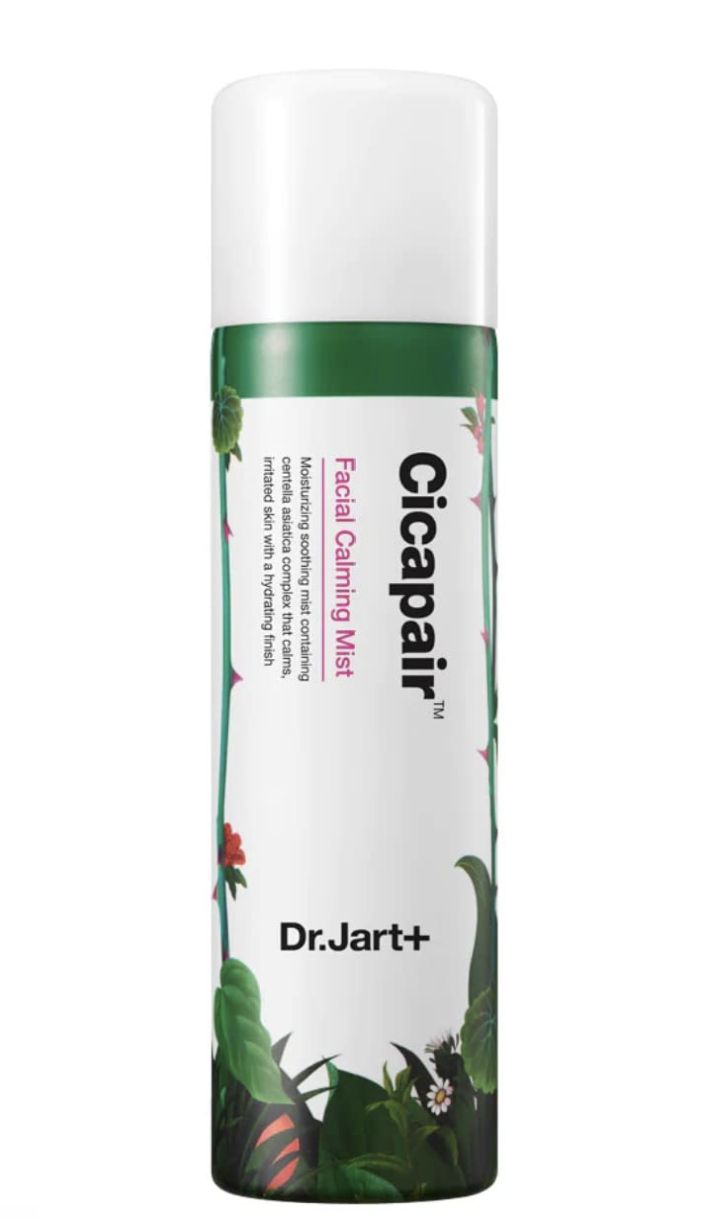 Cicapair™
Facial Calming Mist
Moisturizing soothing mist containing
centella asiatica complex that calms,
irritated skin with a hydrating finish
Dr.Jart+